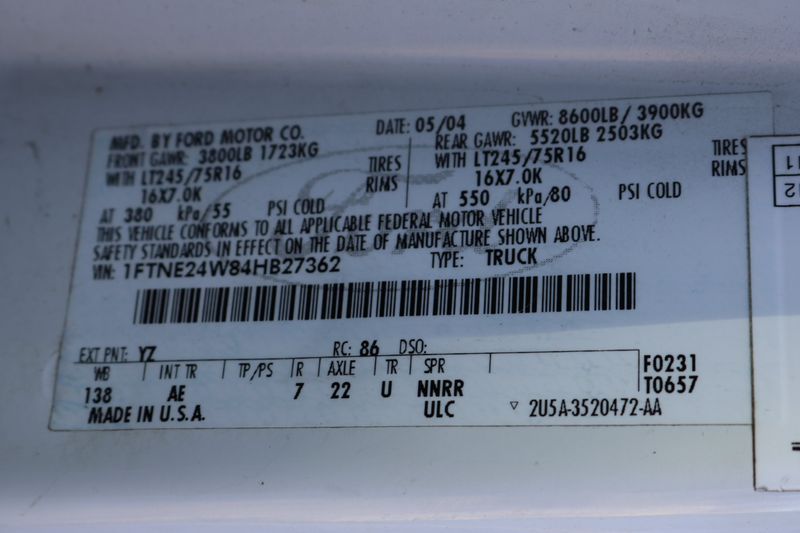 MFD. BY FORD MOTOR CO. DATE: 05/04 GVWR: 8600LB / 3900KG
FRONT GAWR: 3800LB 1723KG REAR GAWR: 5520LB 2503KG
WITH LT245/75R16 TIRES WITH LT245/75R16 TIRES
16X7.0K RIMS 16X7.0K RIMS
AT 380 kPa/55 PSI COLD AT 550 kPa/80 PSI COLD
THIS VEHICLE CONFORMS TO ALL APPLICABLE FEDERAL MOTOR VEHICLE
SAFETY STANDARDS IN EFFECT ON THE DATE OF MANUFACTURE SHOWN ABOVE.
VIN: 1FTNE24W84HB27362 TYPE: TRUCK
EXT PNT: YZ RC: 86 DSO:
WB INT TR TP/PS R AXLE TR SPR F0231
138 AE 7 22 U NNRR T0657
MADE IN U.S.A. ULC ▽ 2U5A-3520472-AA
11
12